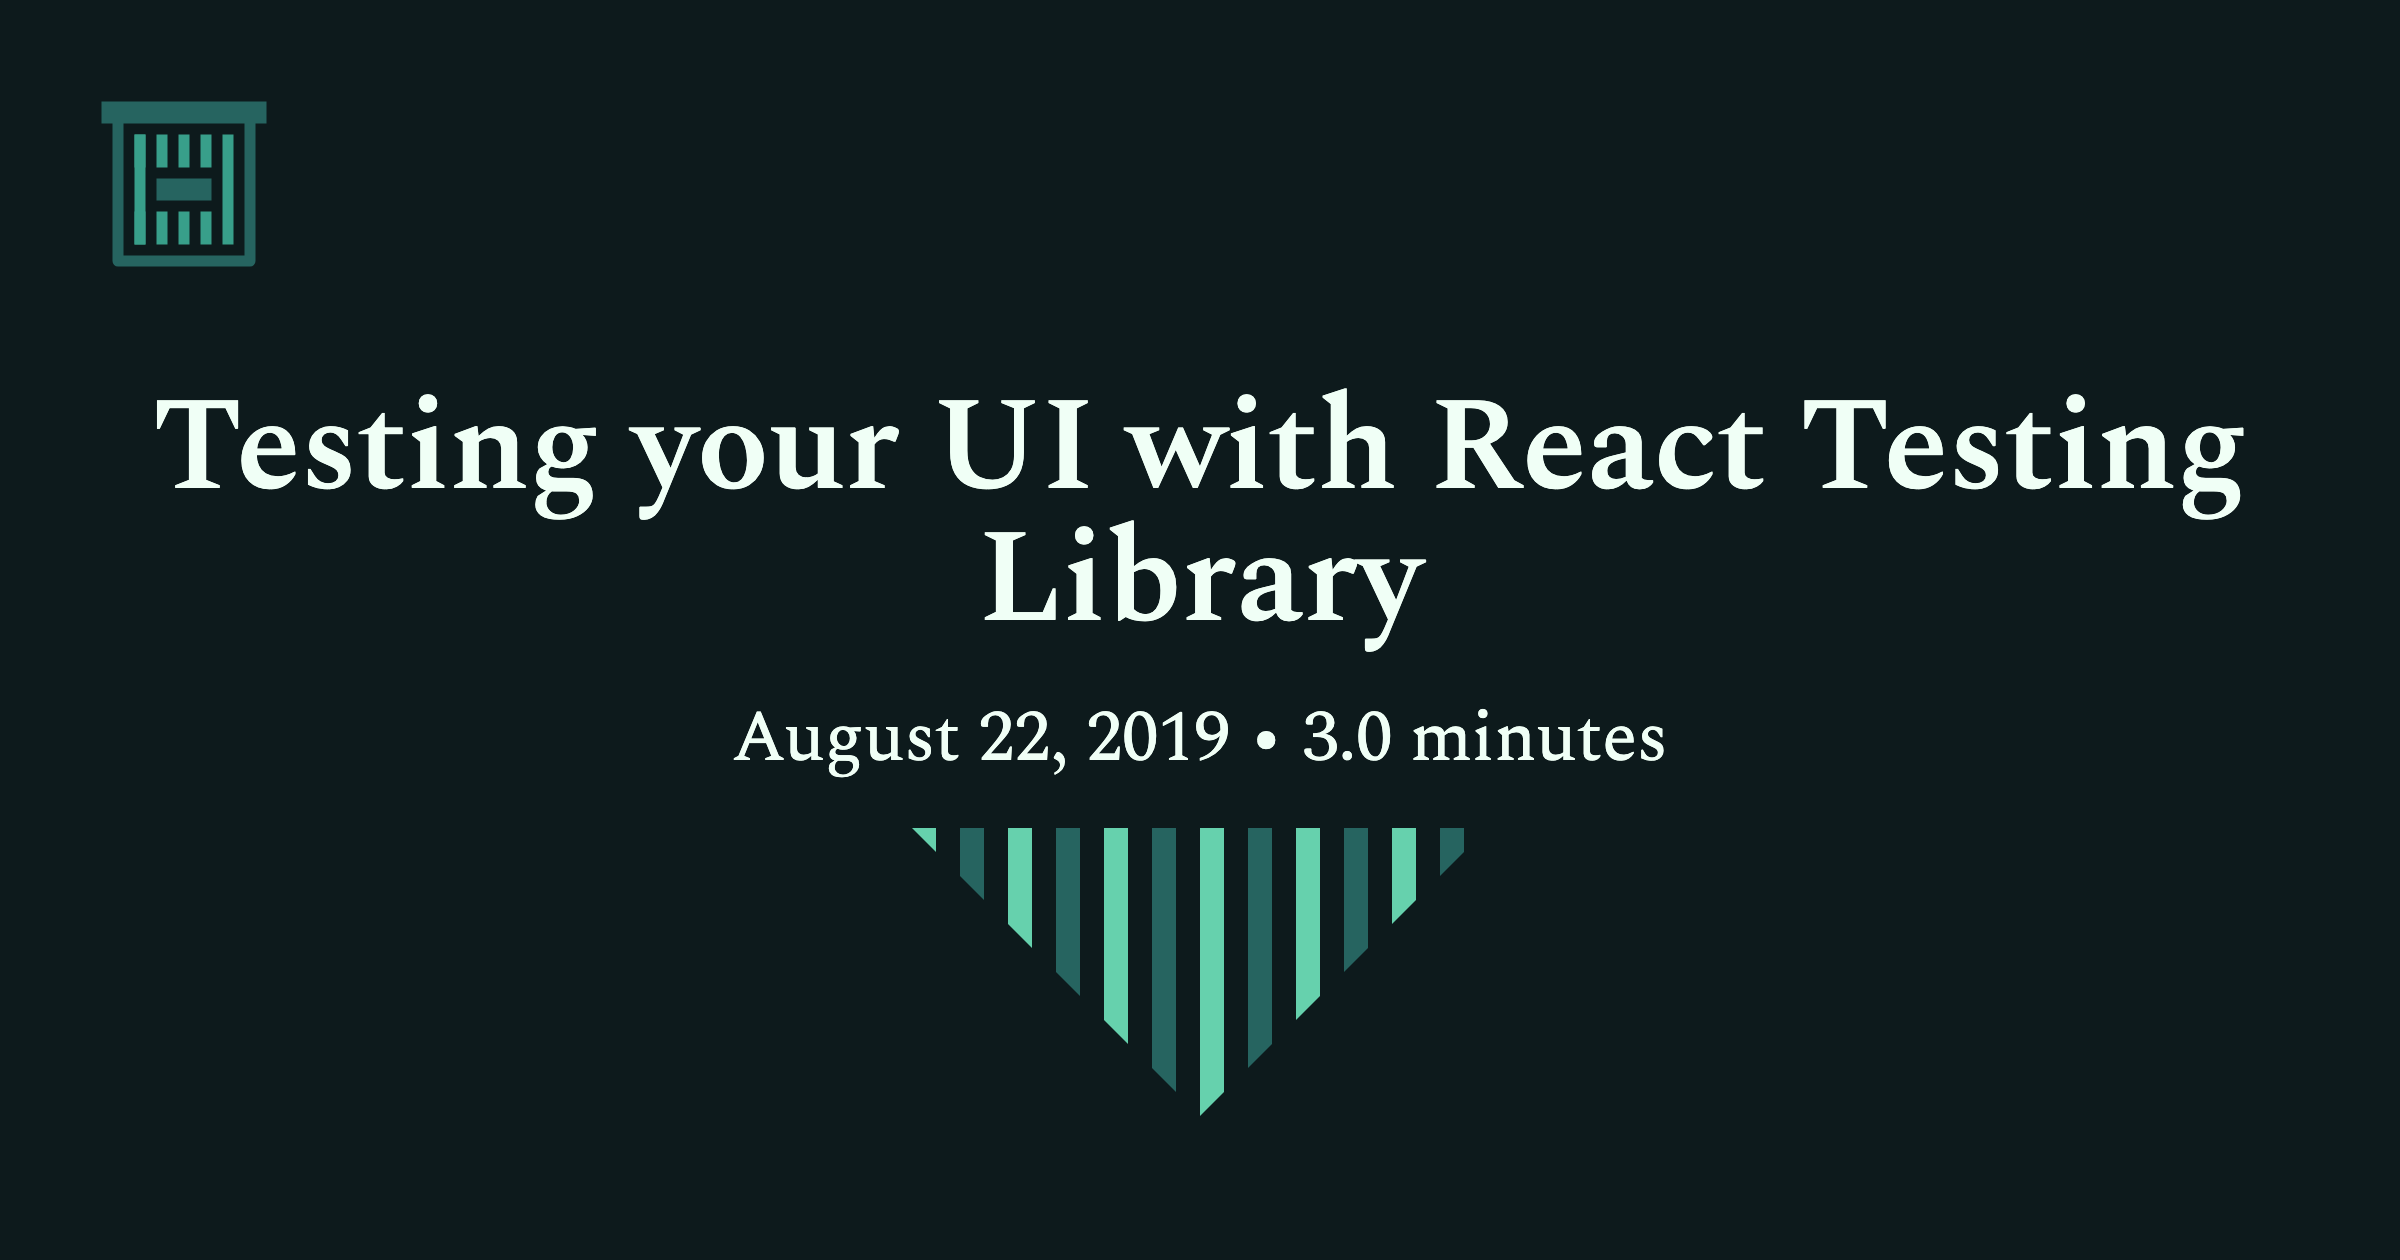 Testing your UI with React Testing
Library
August 22, 2019 • 3.0 minutes